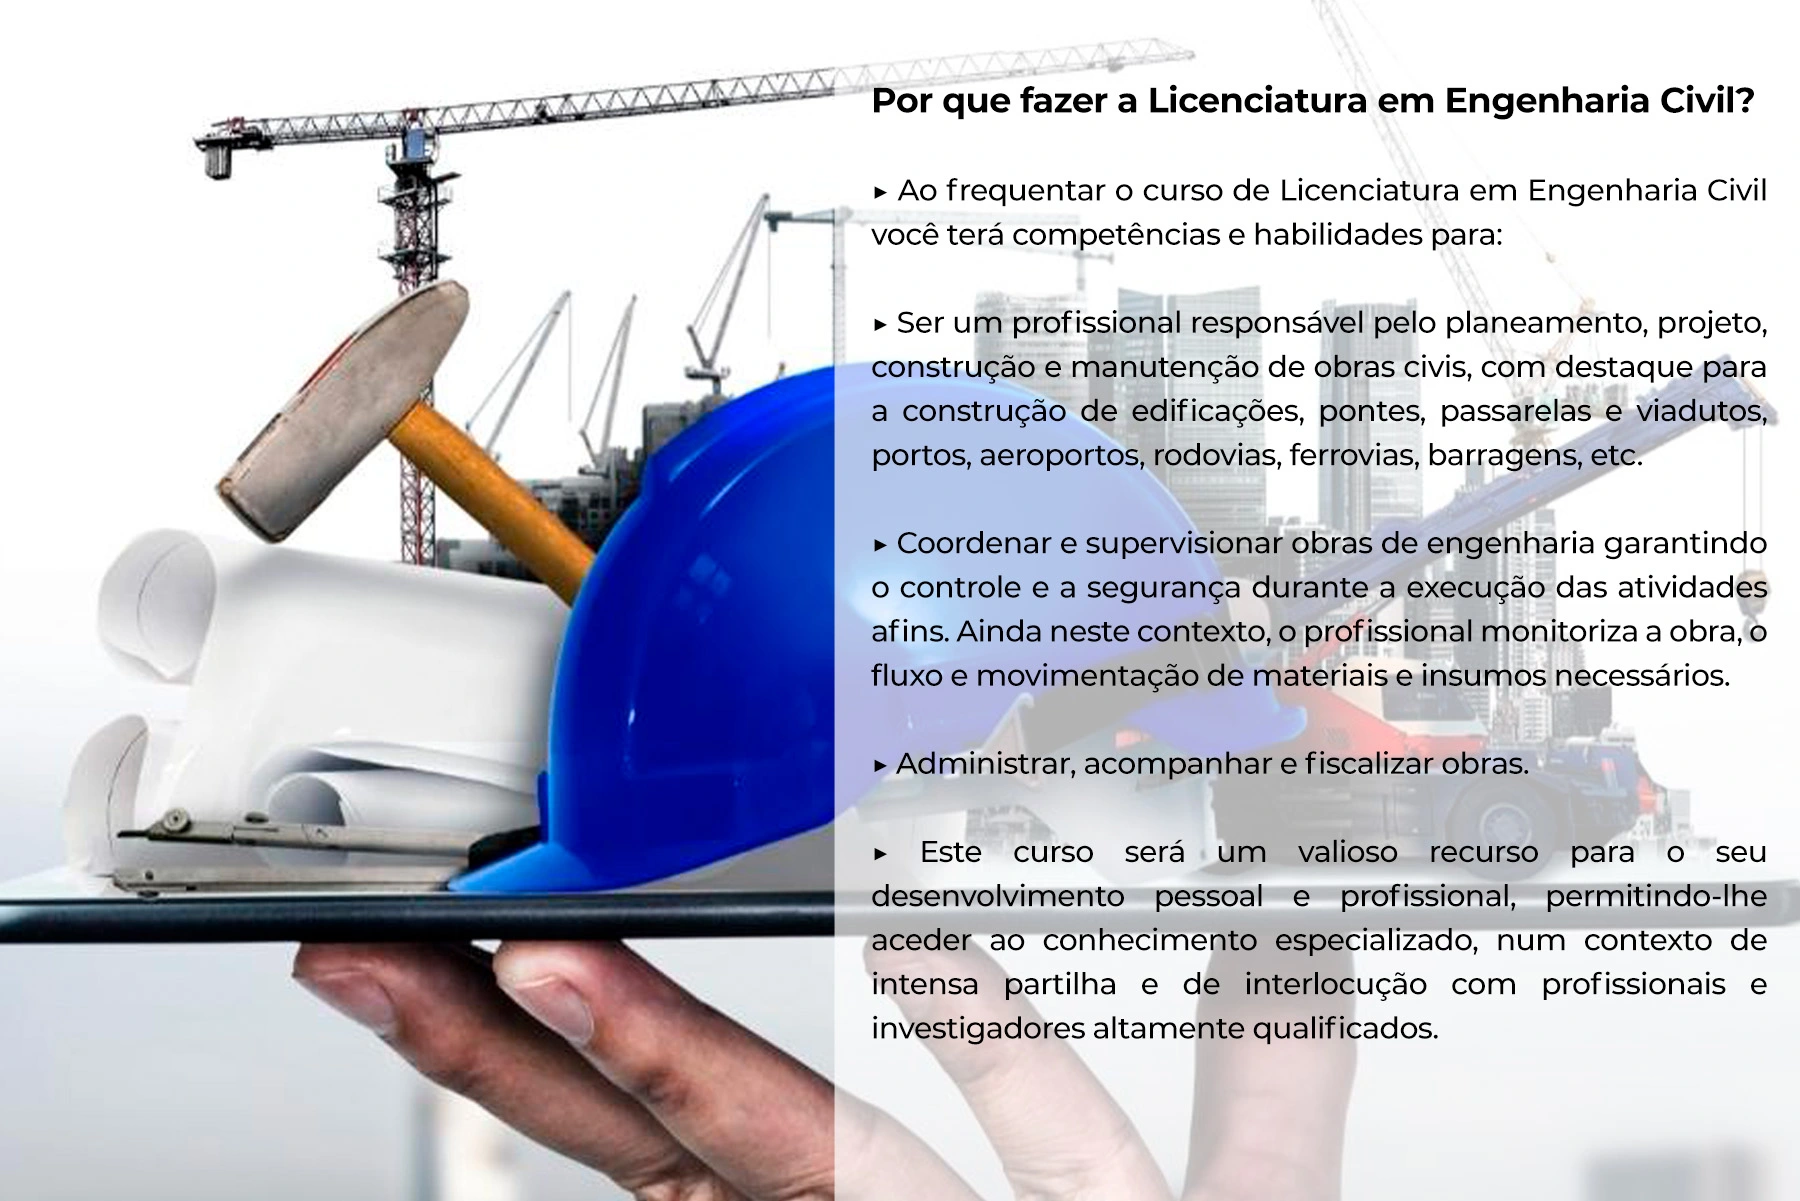 Por que fazer a Licenciatura em Engenharia Civil?
▸ Ao frequentar o curso de Licenciatura em Engenharia Civil
você terá competências e habilidades para:
▸ Ser um profissional responsável pelo planeamento, projeto,
construção e manutenção de obras civis, com destaque para
a construção de edificações, pontes, passarelas e viadutos,
portos, aeroportos, rodovias, ferrovias, barragens, etc.
▸ Coordenar e supervisionar obras de engenharia garantindo
o controle e a segurança durante a execução das atividades
afins. Ainda neste contexto, o profissional monitoriza a obra, o
fluxo e movimentação de materiais e insumos necessários.
▸ Administrar, acompanhar e fiscalizar obras.
▸ Este curso será um valioso recurso para o seu
desenvolvimento pessoal e profissional, permitindo-lhe
aceder ao conhecimento especializado, num contexto de
intensa partilha e de interlocução com profissionais e
investigadores altamente qualificados.